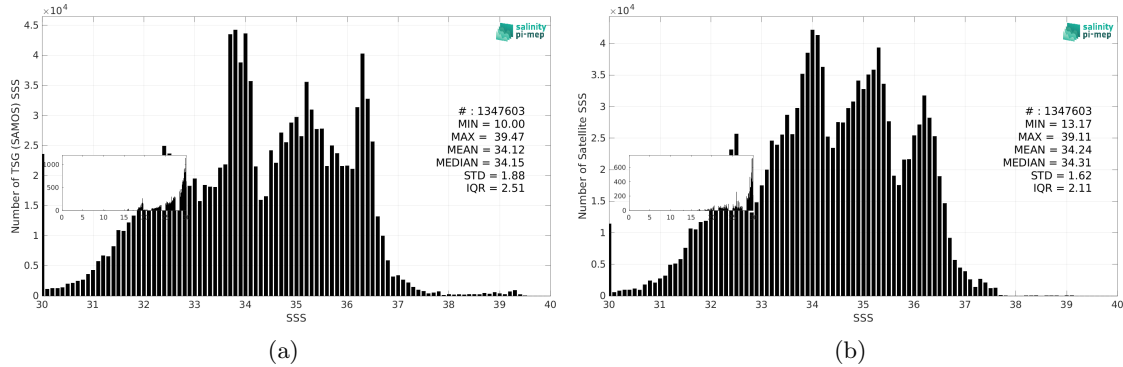 ×10⁴
4.5
4
3.5
3
2.5
2
1.5
1
0.5
0
Number of TSG (SAMOS) SSS
salinity
pi-mep
# : 1347603
MIN = 10.00
MAX = 39.47
MEAN = 34.12
MEDIAN = 34.15
STD = 1.88
IQR = 2.51
1000
500
0
0 5 10 15 20 25
30 31 32 33 34 35 36 37 38 39 40
SSS
(a)
×10⁴
4
3.5
3
2.5
2
1.5
1
0.5
0
Number of Satellite SSS
salinity
pi-mep
# : 1347603
MIN = 13.17
MAX = 39.11
MEAN = 34.24
MEDIAN = 34.31
STD = 1.62
IQR = 2.11
600
400
200
0
0 5 10 15
30 31 32 33 34 35 36 37 38 39 40
SSS
(b)